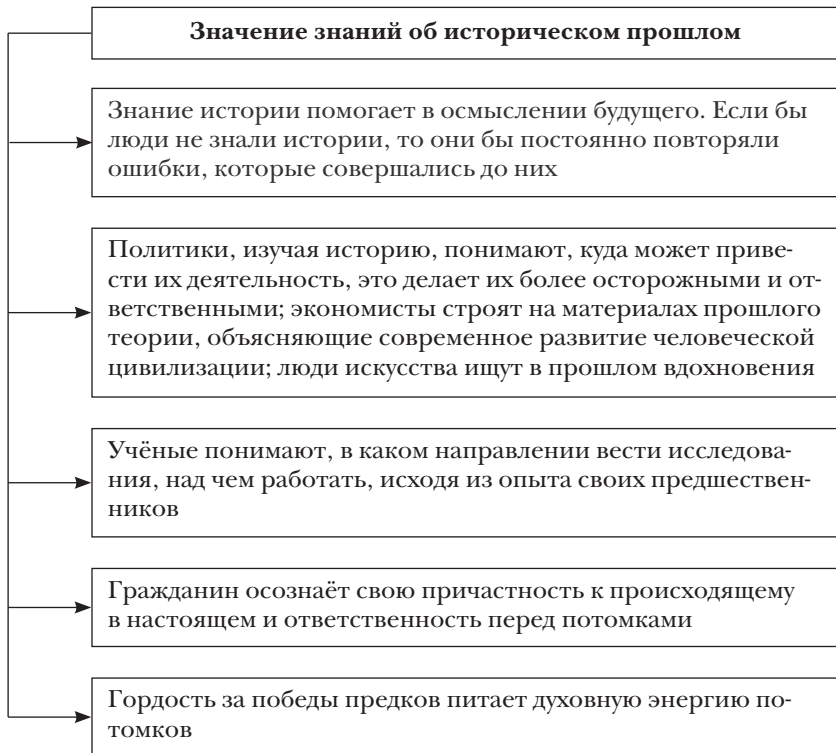 Значение знаний об историческом прошлом
Знание истории помогает в осмыслении будущего. Если бы
люди не знали истории, то они бы постоянно повторяли
ошибки, которые совершались до них
Политики, изучая историю, понимают, куда может приве-
сти их деятельность, это делает их более осторожными и от-
ветственными; экономисты строят на материалах прошлого
теории, объясняющие современное развитие человеческой
цивилизации; люди искусства ищут в прошлом вдохновения
Учёные понимают, в каком направлении вести исследова-
ния, над чем работать, исходя из опыта своих предшествен-
ников
Гражданин осознаёт свою причастность к происходящему
в настоящем и ответственность перед потомками
Гордость за победы предков питает духовную энергию по-
томков